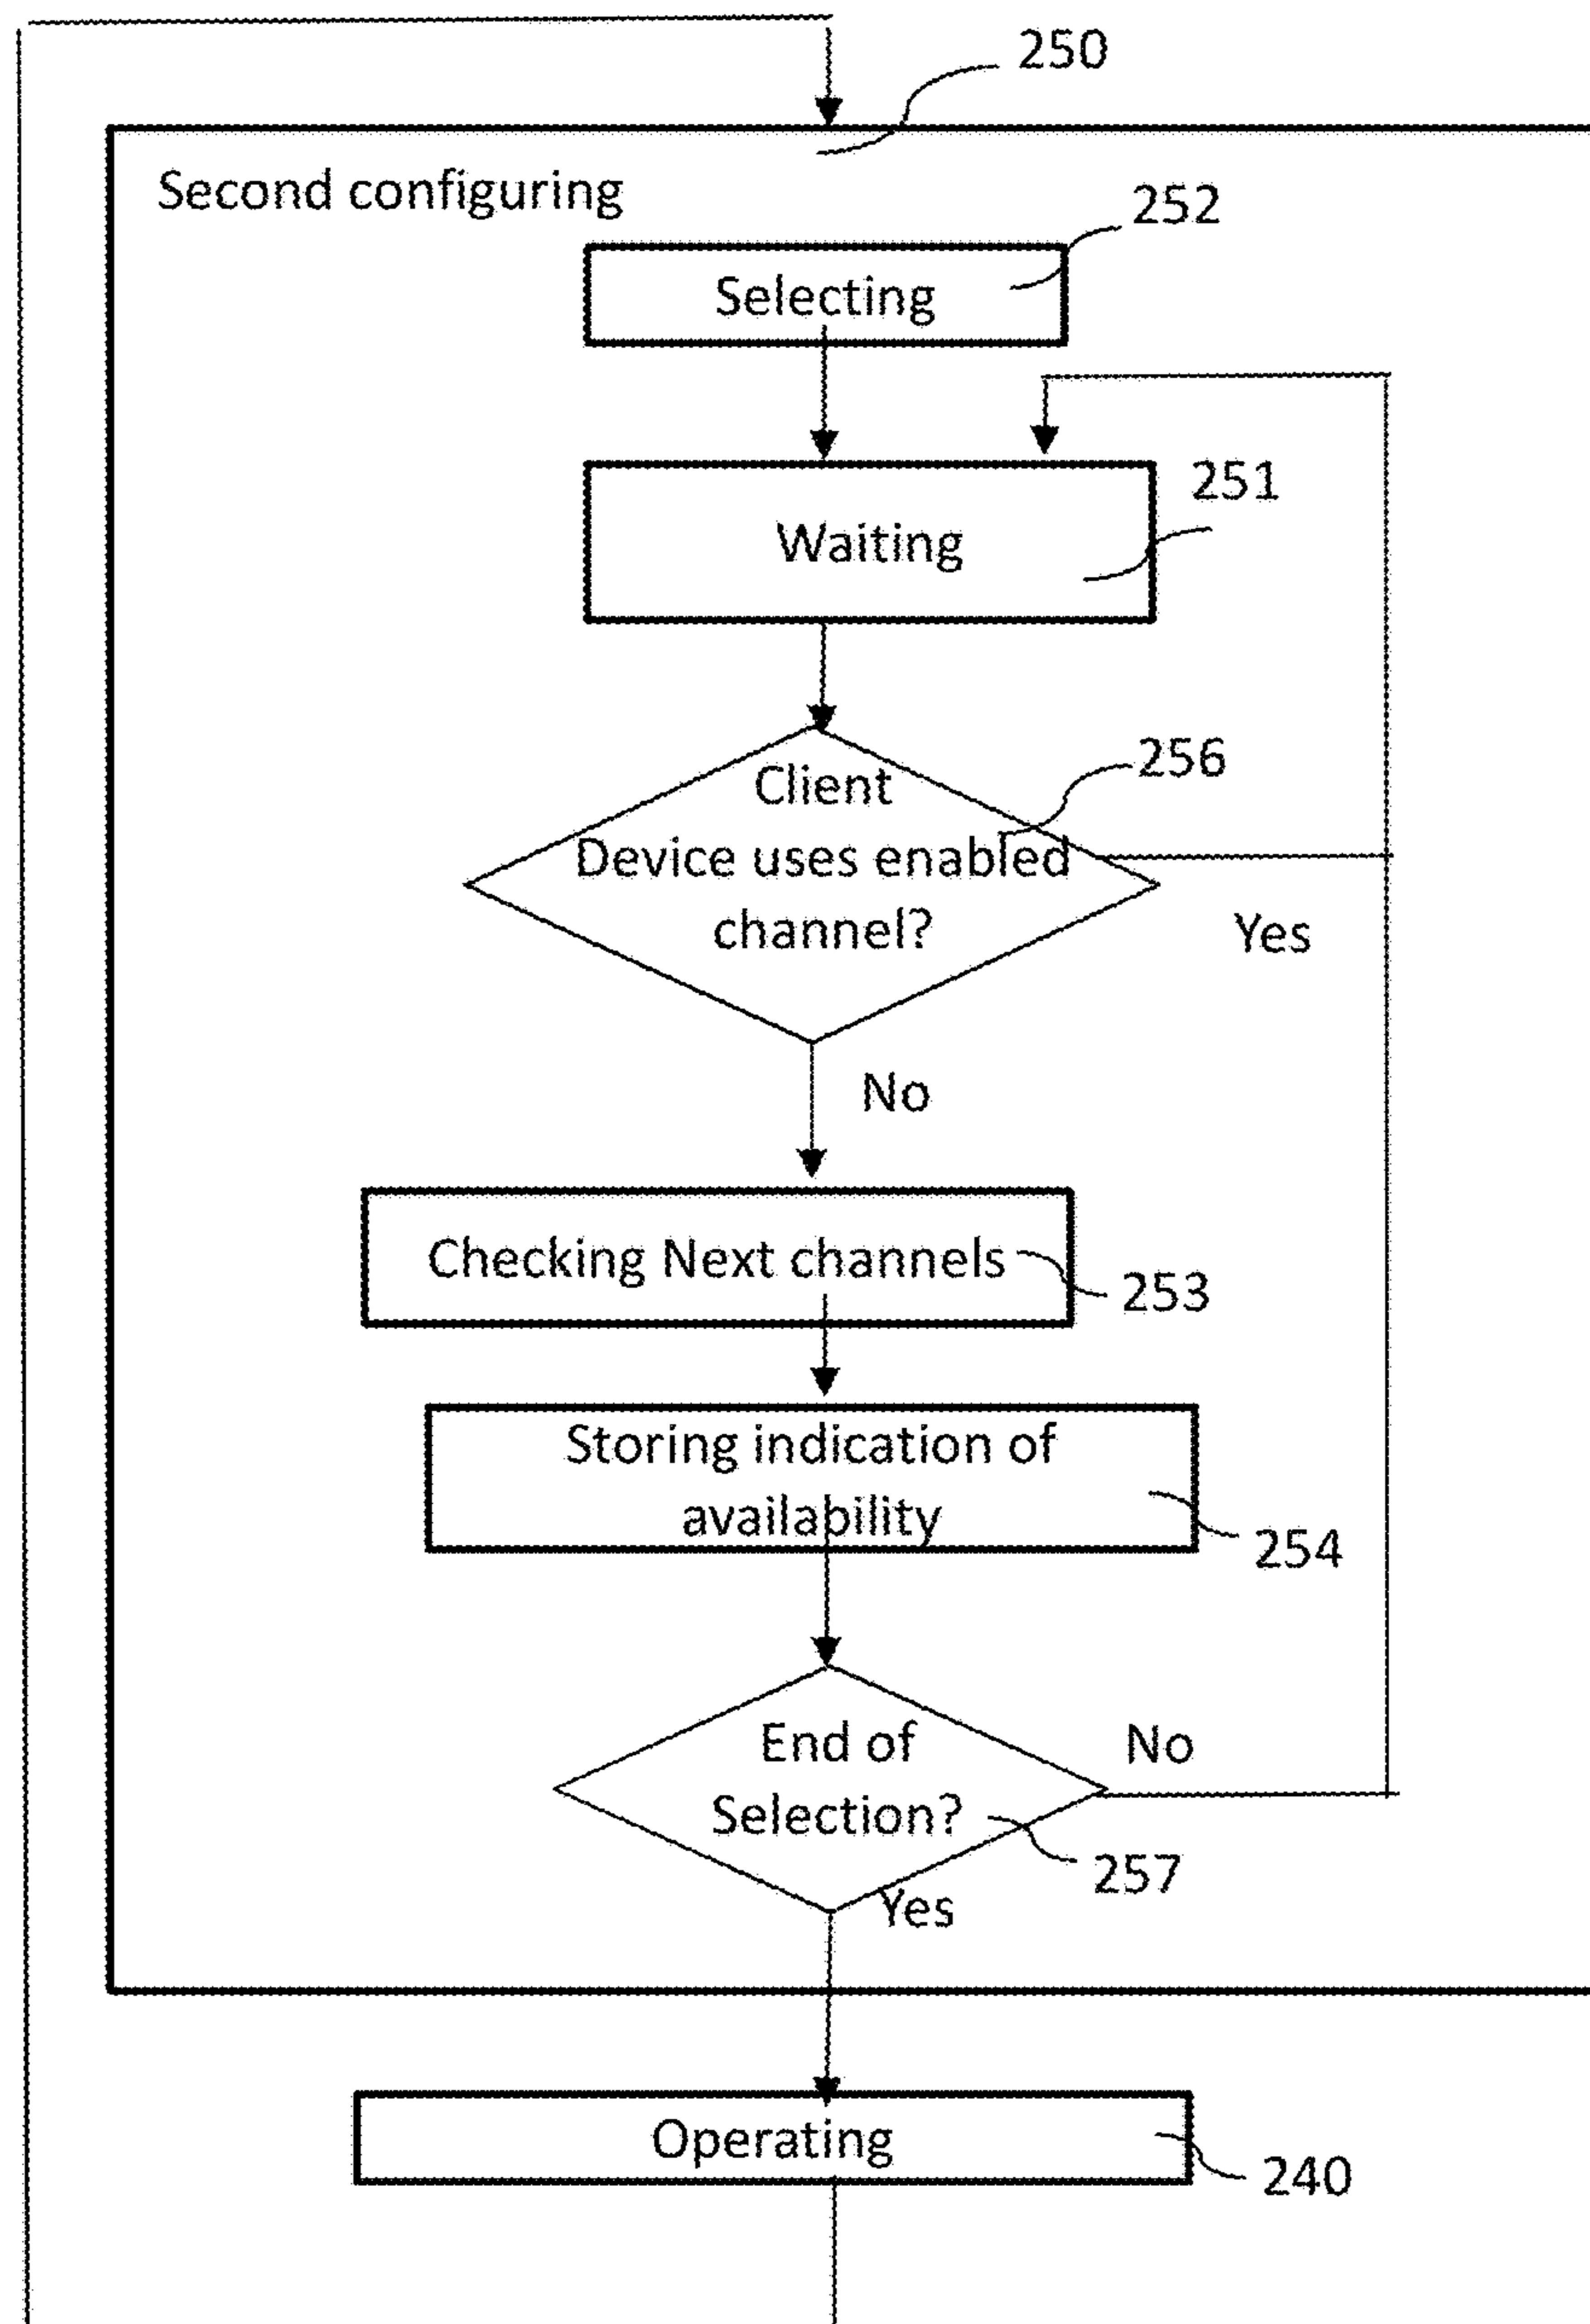 250
Second configuring
252
Selecting
251
Waiting
256
Client
Device uses enabled
channel?
Yes
No
Checking Next channels
253
Storing indication of
availability
254
End of
Selection?
No
257
Yes
Operating
240